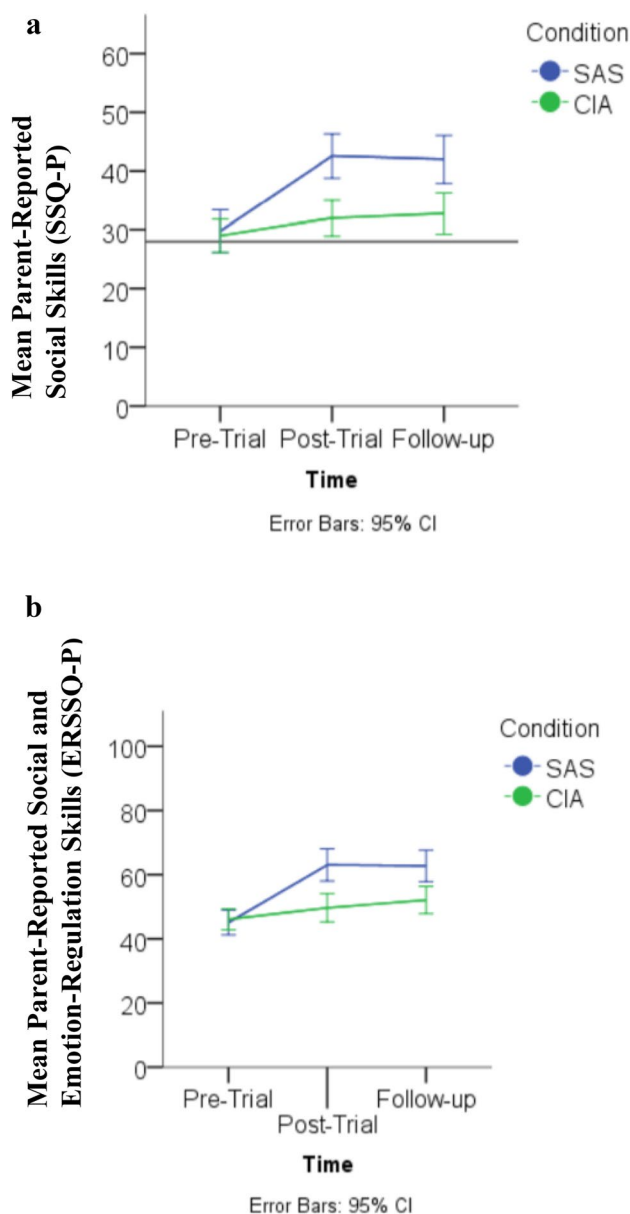 a
Mean Parent-Reported
Social Skills (SSQ-P)
60
50
40
30
20
10
0
Pre-Trial Post-Trial Follow-up
Time
Error Bars: 95% CI
Condition
SAS
CIA
b
Mean Parent-Reported Social and
Emotion-Regulation Skills (ERSSQ-P)
100
80
60
40
20
0
Pre-Trial Follow-up
Post-Trial
Time
Error Bars: 95% CI
Condition
SAS
CIA